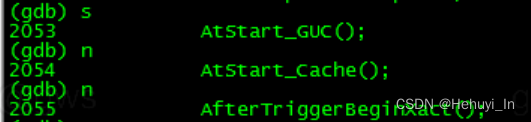 (gdb) s
2053 AtStart_GUC();
(gdb) n
2054 AtStart_Cache();
(gdb) n
2055 AfterTriggerBeginXact();
CSDN @Hehuyi_In